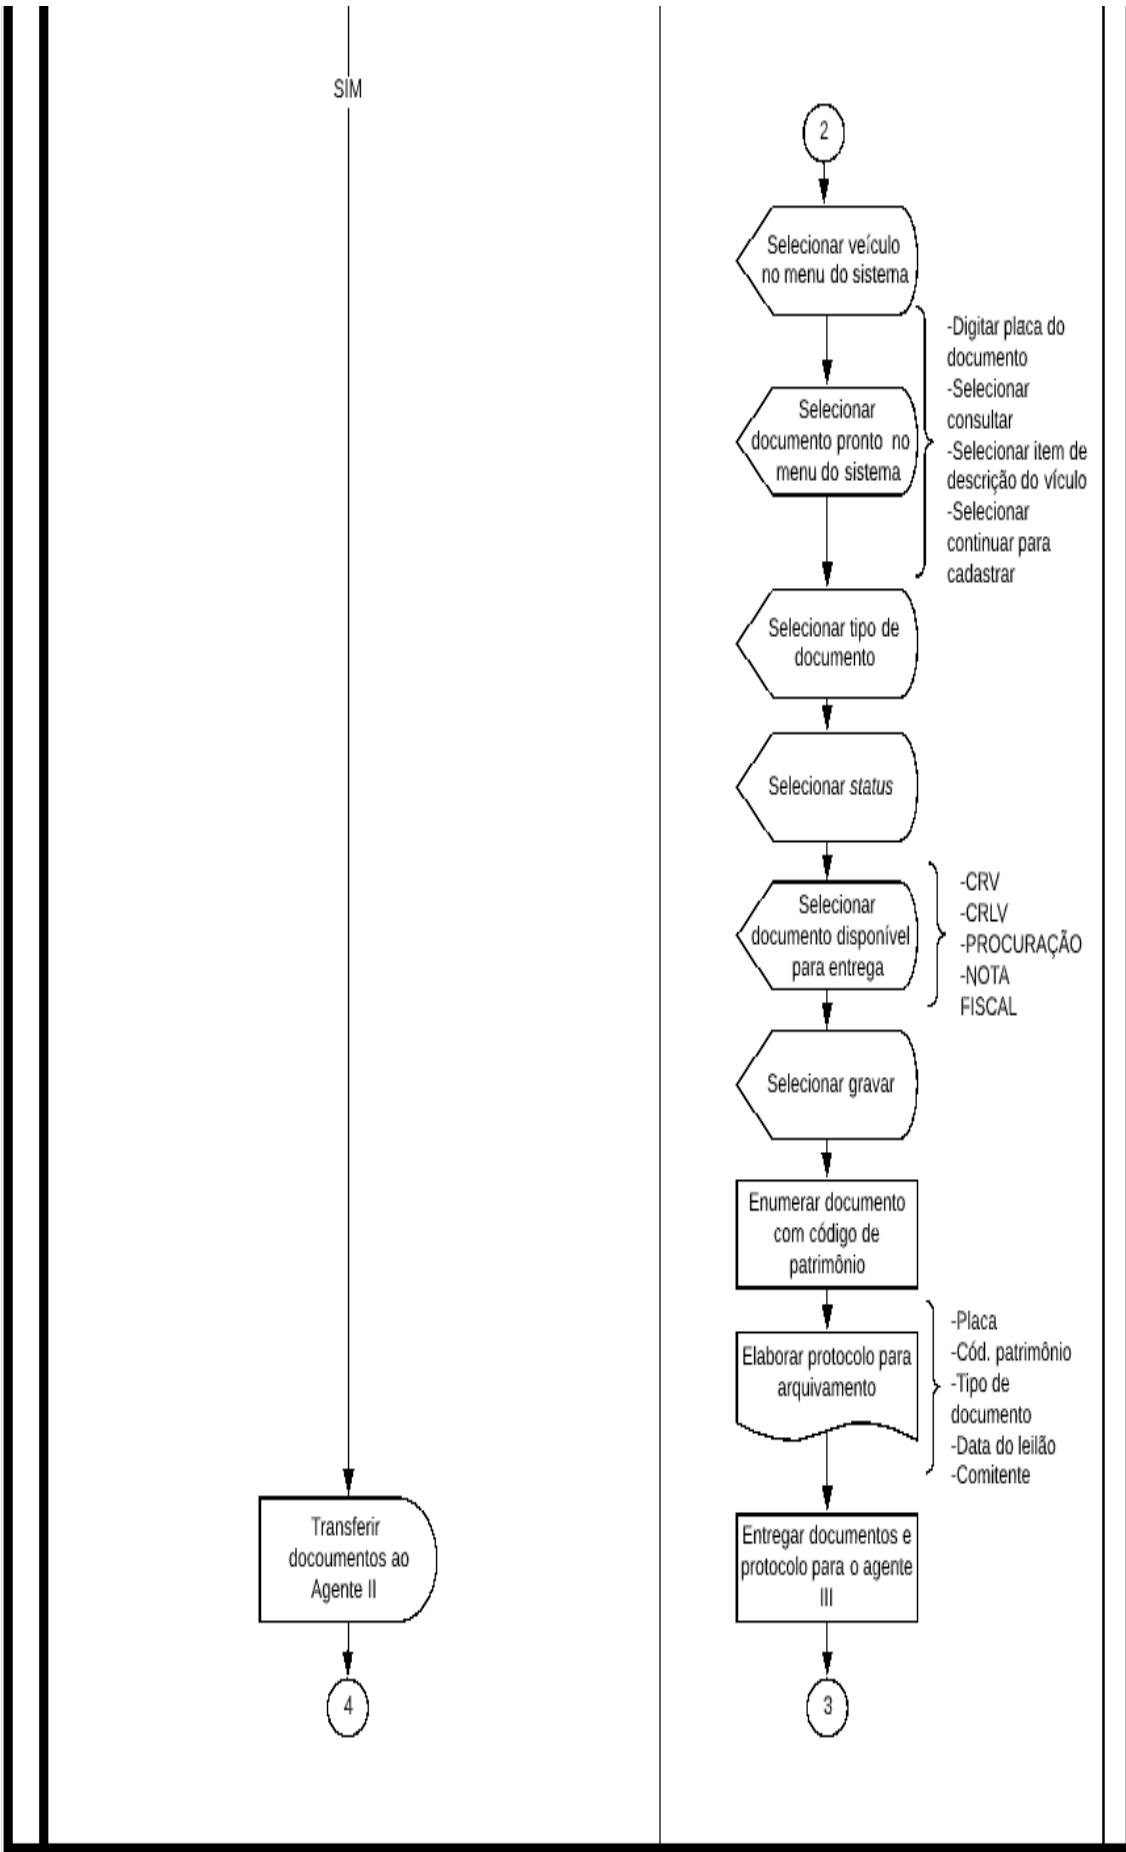 SIM
2
Selecionar veículo
no menu do sistema
-Digitar placa do
documento
-Selecionar
consultar
-Selecionar item de
descrição do vículo
-Selecionar
continuar para
cadastrar
Selecionar
documento pronto no
menu do sistema
Selecionar tipo de
documento
Selecionar status
Selecionar
documento disponível
para entrega
-CRV
-CRLV
-PROCURAÇÃO
-NOTA
FISCAL
Selecionar gravar
Enumerar documento
com código de
patrimônio
Elaborar protocolo para
arquivamento
-Placa
-Cód. patrimônio
-Tipo de
documento
-Data do leilão
-Comitente
Transferir
docoumentos ao
Agente II
Entregar documentos e
protocolo para o agente
III
4
3